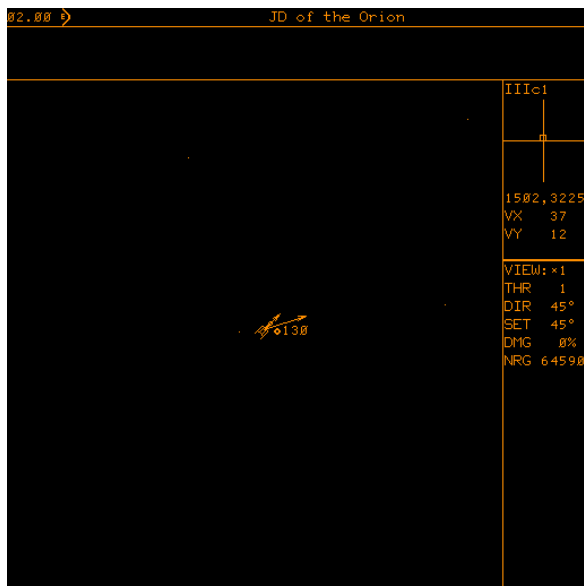 02.00 E JD of the Orion
IIIc1
1502,3225
VX 37
VY 12
VIEW:×1
THR 1
DIR 45°
SET 45°
DMG 0%
NRG 64590
130